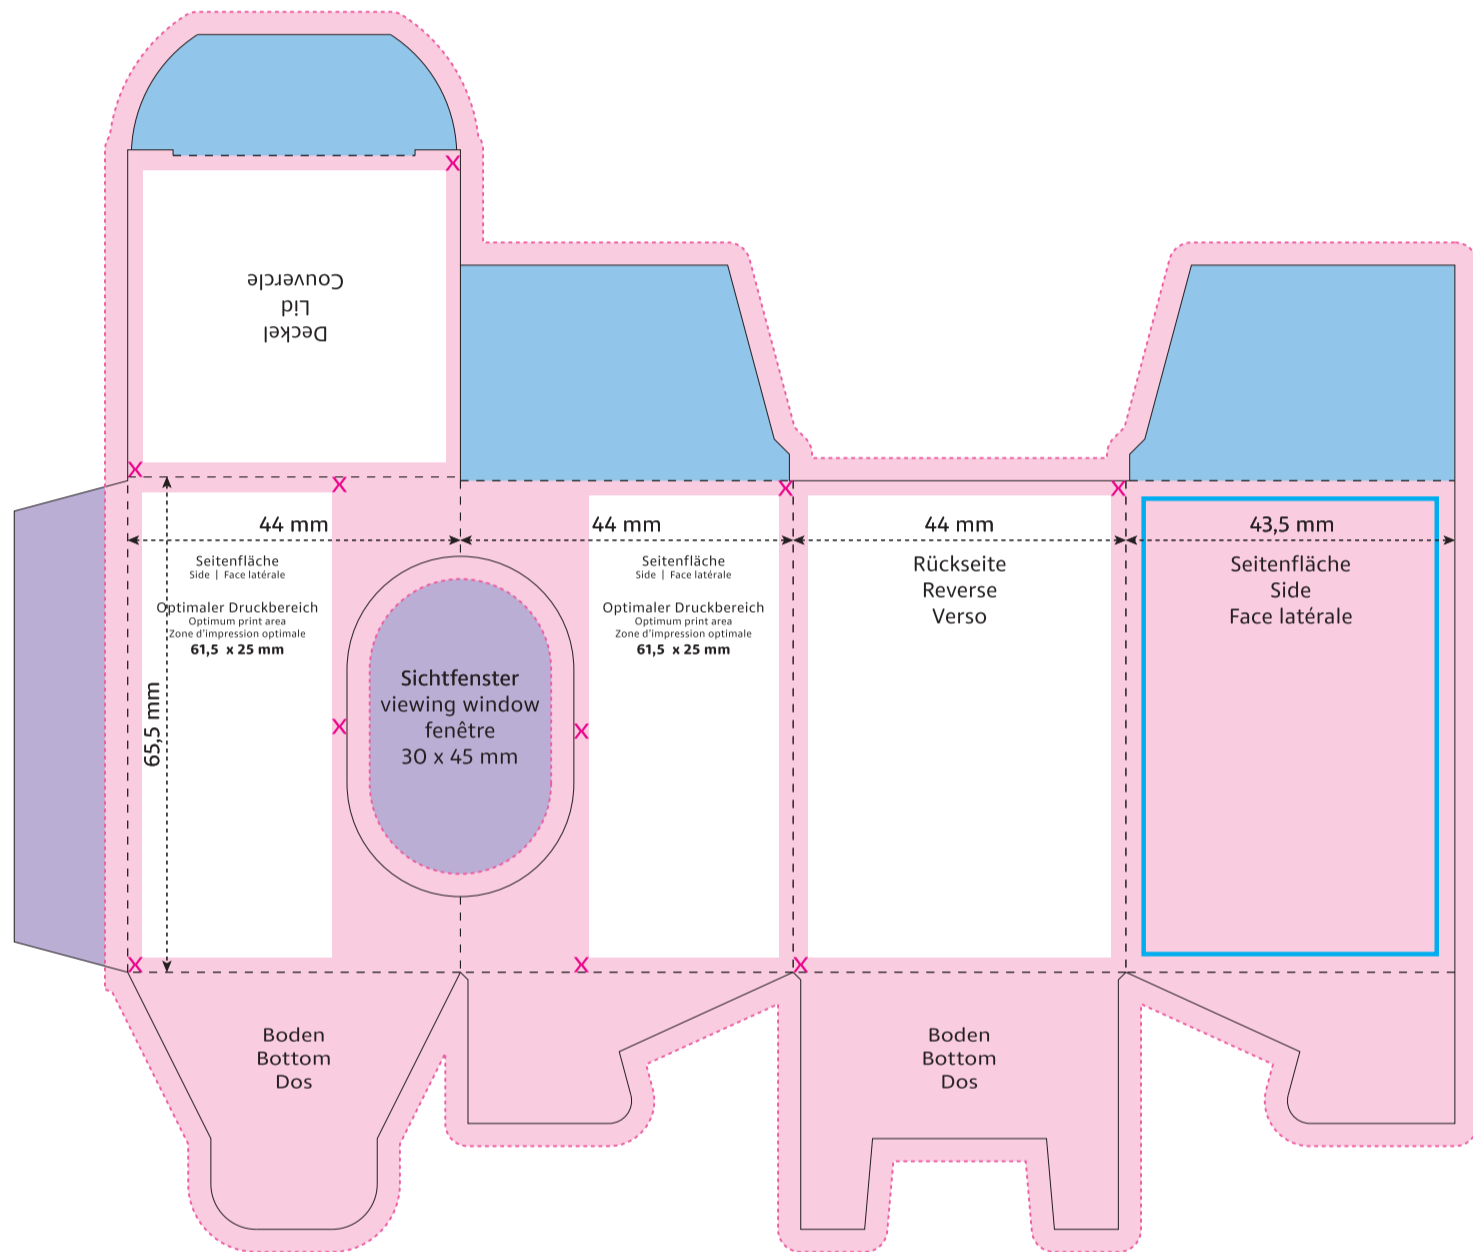 Deckel
Lid
Couvercle
44 mm
Seitenfläche
Side | Face latérale
Optimaler Druckbereich
Optimum print area
Zone d'impression optimale
61,5 x 25 mm
65,5 mm
Sichtfenster
viewing window
fenêtre
30 x 45 mm
44 mm
Seitenfläche
Side | Face latérale
Optimaler Druckbereich
Optimum print area
Zone d'impression optimale
61,5 x 25 mm
44 mm
Rückseite
Reverse
Verso
43,5 mm
Seitenfläche
Side
Face latérale
Boden
Bottom
Dos
Boden
Bottom
Dos